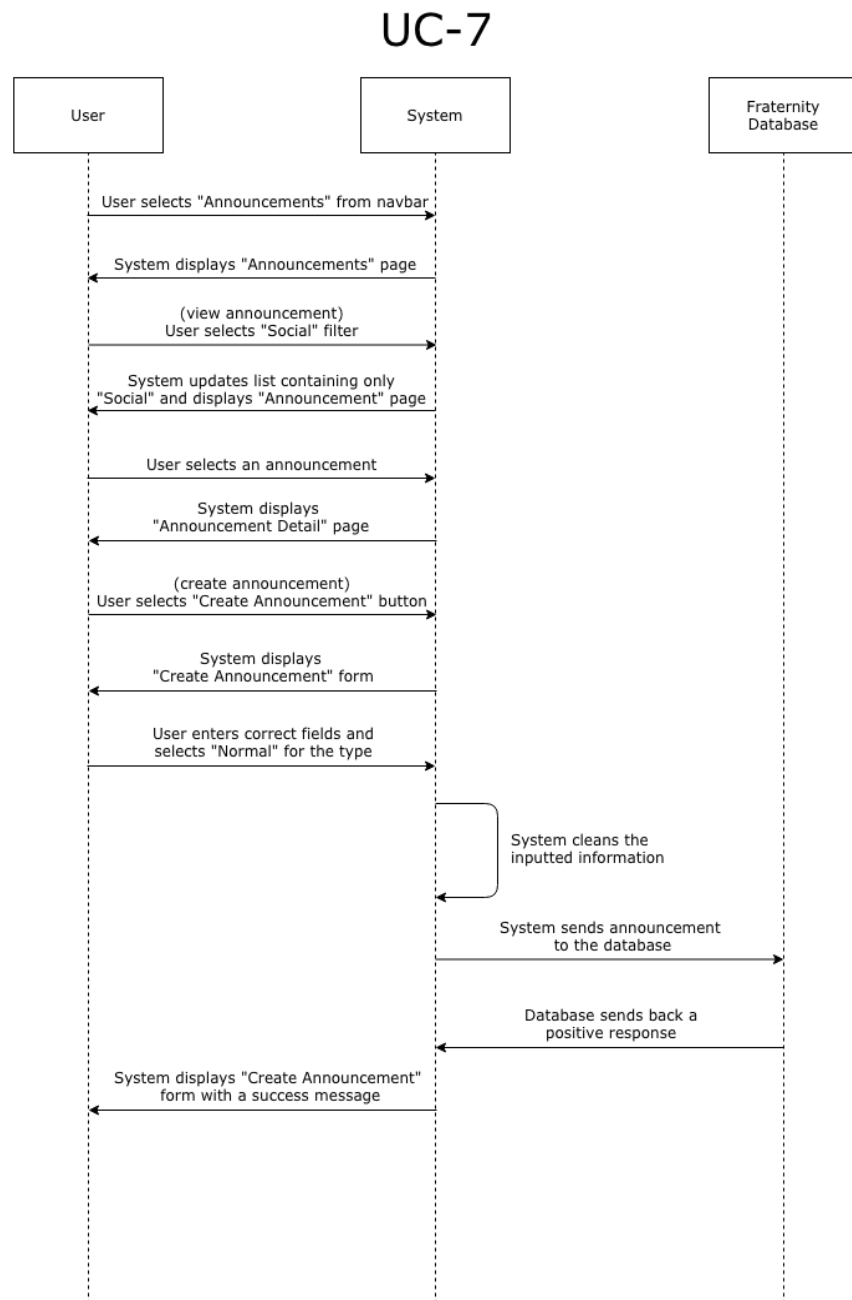 UC-7
User
System
Fraternity
Database
User selects "Announcements" from navbar
System displays "Announcements" page
(view announcement)
User selects "Social" filter
System updates list containing only
"Social" and displays "Announcement" page
User selects an announcement
System displays
"Announcement Detail" page
(create announcement)
User selects "Create Announcement" button
System displays
"Create Announcement" form
User enters correct fields and
selects "Normal" for the type
System cleans the
inputted information
System sends announcement
to the database
Database sends back a
positive response
System displays "Create Announcement"
form with a success message